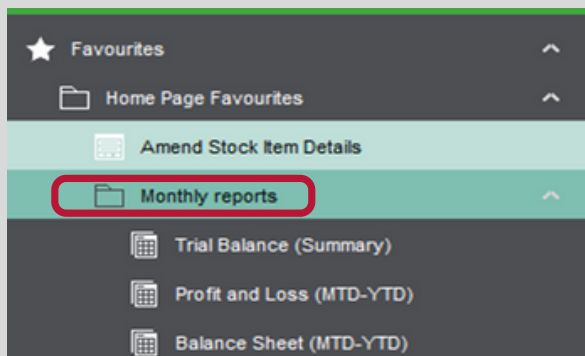 Favourites
Home Page Favourites
Amend Stock Item Details
Monthly reports
Trial Balance (Summary)
Profit and Loss (MTD-YTD)
Balance Sheet (MTD-YTD)